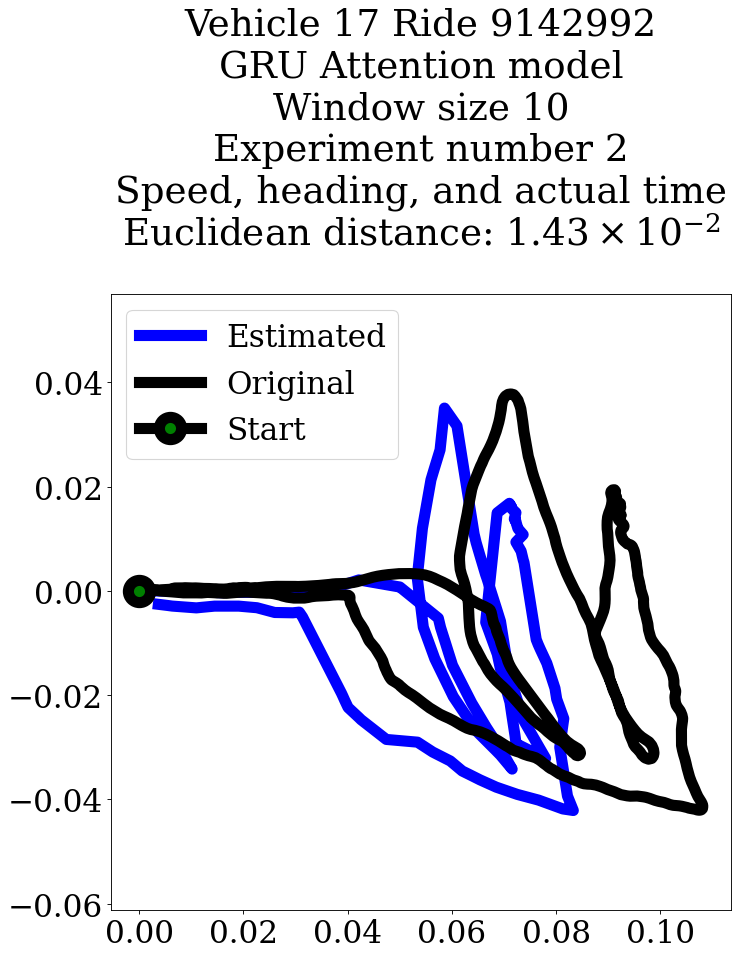 Vehicle 17 Ride 9142992
GRU Attention model
Window size 10
Experiment number 2
Speed, heading, and actual time
Euclidean distance: 1.43 × 10⁻²
Estimated
Original
Start
0.04
0.02
0.00
−0.02
−0.04
−0.06
0.00 0.02 0.04 0.06 0.08 0.10